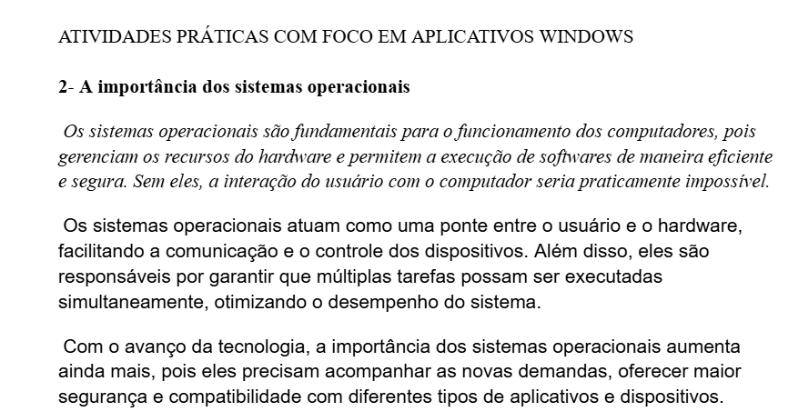 ATIVIDADES PRÁTICAS COM FOCO EM APLICATIVOS WINDOWS
2- A importância dos sistemas operacionais
Os sistemas operacionais são fundamentais para o funcionamento dos computadores, pois
gerenciam os recursos do hardware e permitem a execução de softwares de maneira eficiente
e segura. Sem eles, a interação do usuário com o computador seria praticamente impossível.
Os sistemas operacionais atuam como uma ponte entre o usuário e o hardware,
facilitando a comunicação e o controle dos dispositivos. Além disso, eles são
responsáveis por garantir que múltiplas tarefas possam ser executadas
simultaneamente, otimizando o desempenho do sistema.
Com o avanço da tecnologia, a importância dos sistemas operacionais aumenta
ainda mais, pois eles precisam acompanhar as novas demandas, oferecer maior
segurança e compatibilidade com diferentes tipos de aplicativos e dispositivos.